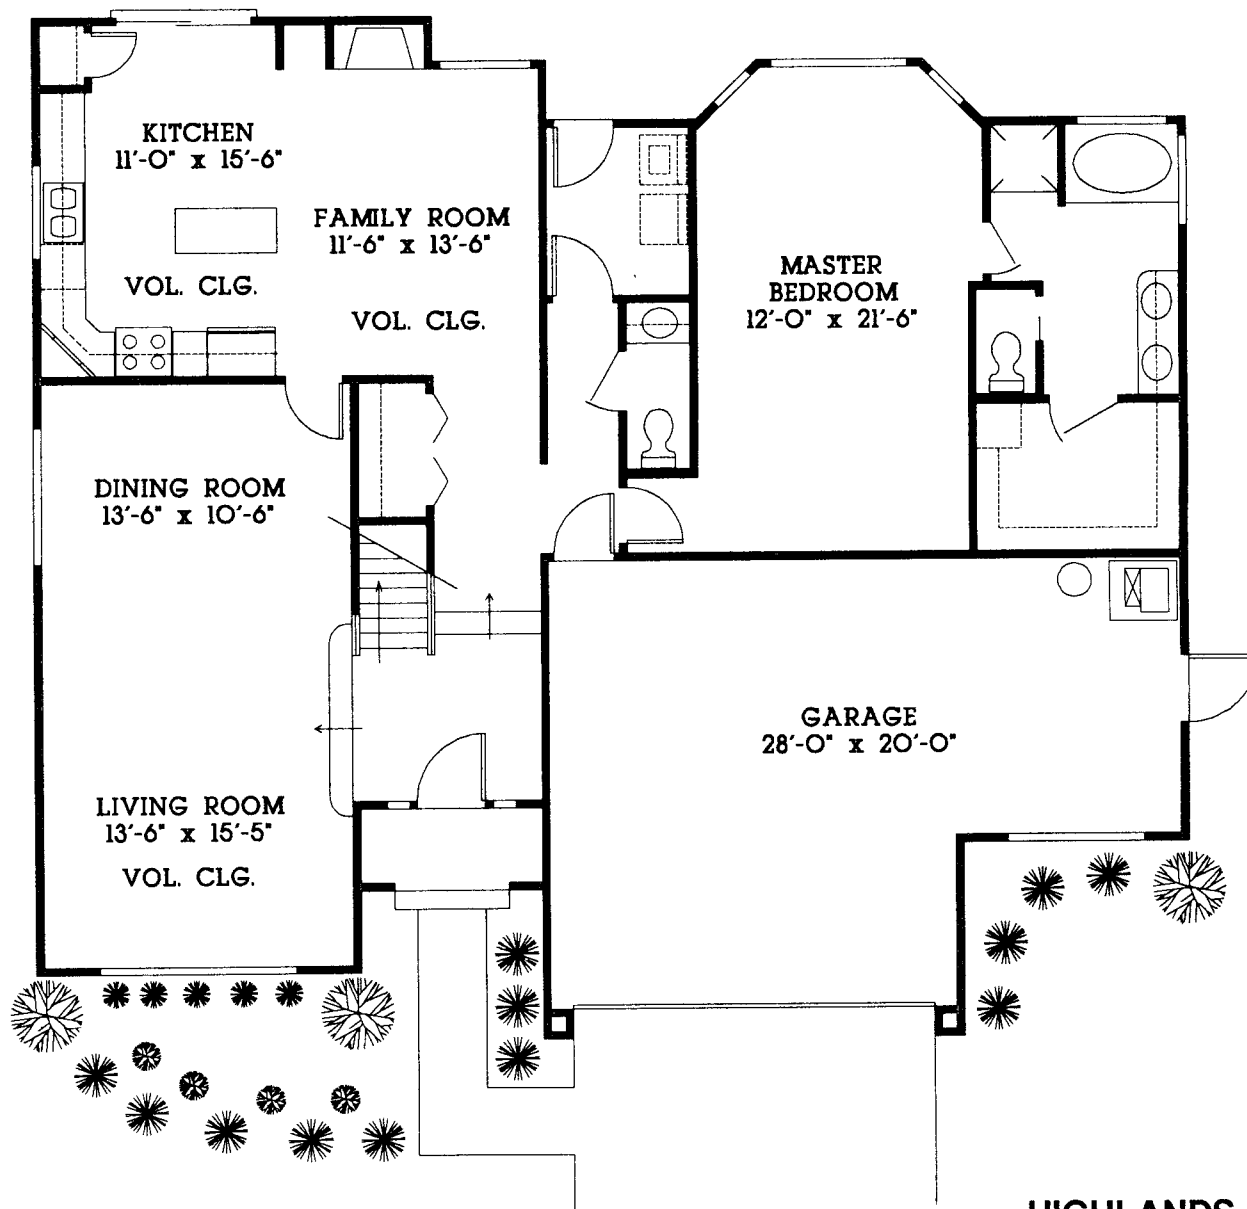 KITCHEN
11'-0" x 15'-6"
FAMILY ROOM
11'-6" x 13'-6"
VOL. CLG.
VOL. CLG.
MASTER
BEDROOM
12'-0" x 21'-6"
DINING ROOM
13'-6" x 10'-6"
GARAGE
28'-0" x 20'-0"
LIVING ROOM
13'-6" x 15'-5"
VOL. CLG.
HIGHLANDS